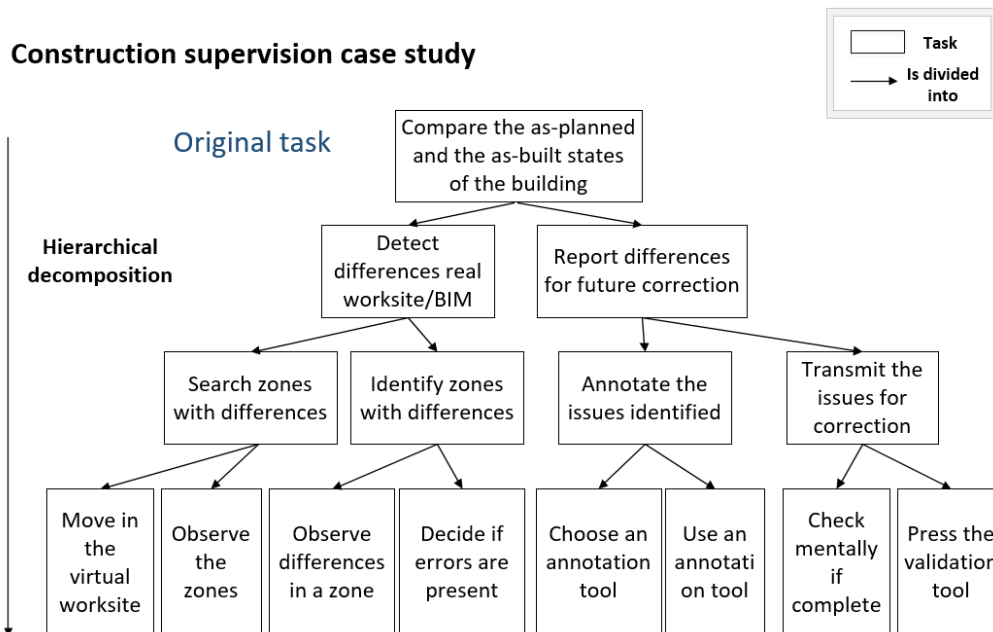 Construction supervision case study
Task
Is divided
into
Original task
Compare the as-planned
and the as-built states
of the building
Hierarchical
decomposition
Detect
differences real
worksite/BIM
Report differences
for future correction
Search zones
with differences
Identify zones
with differences
Annotate the
issues identified
Transmit the
issues for
correction
Move in
the
virtual
worksite
Observe
the
zones
Observe
differences
in a zone
Decide if
errors are
present
Choose an
annotation
tool
Use an
annotati
on tool
Check
mentally
if
complete
Press the
validation
tool